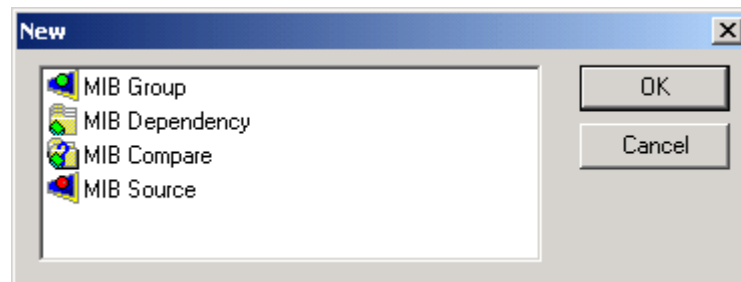 New
MIB Group
MIB Dependency
MIB Compare
MIB Source
OK
Cancel